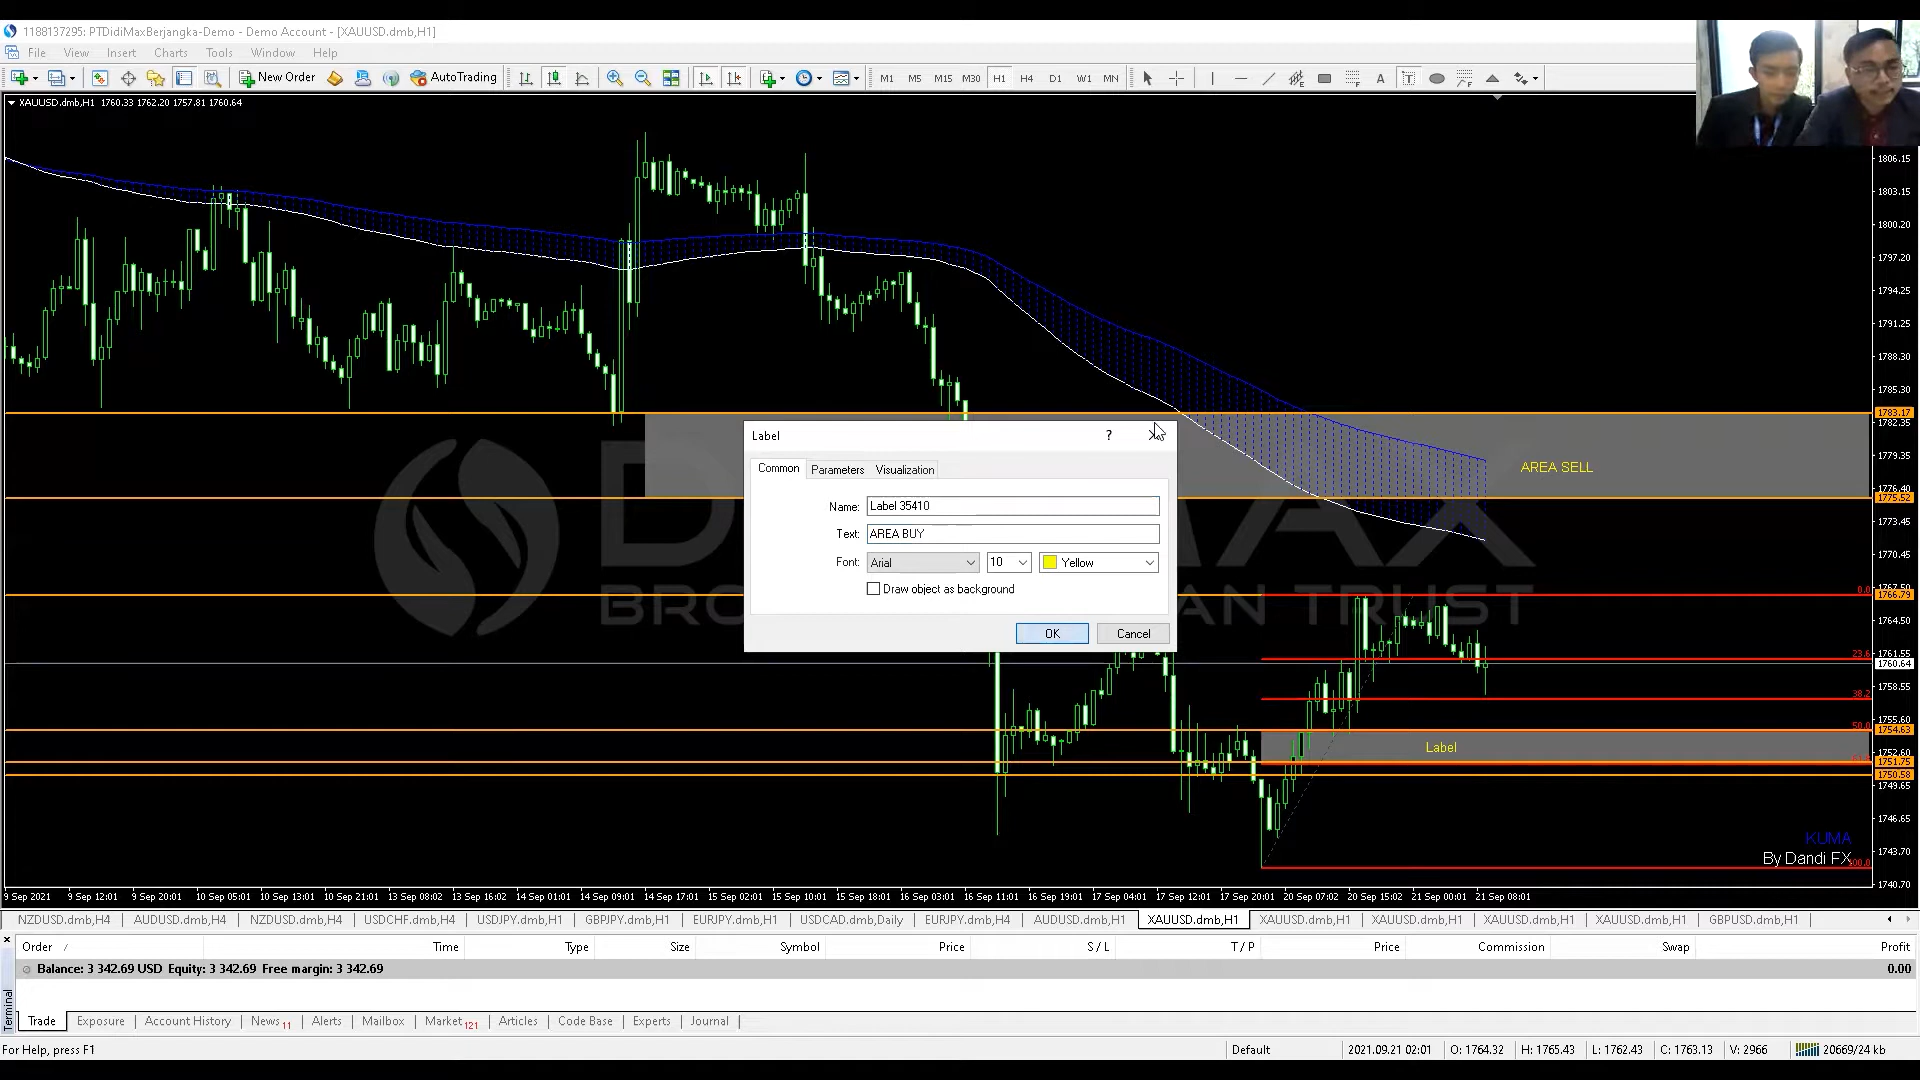 1188137295: PTDidiMaxBerjangka-Demo - Demo Account - [XAUUSD.dmb,H1]
File View Insert Charts Tools Window Help
New Order AutoTrading M1 M5 M15 M30 H1 H4 D1 W1 MN A T
XAUUSD.dmb,H1 1760.33 1762.20 1757.81 1760.64
1806.15
1803.15
1800.20
1797.20
1794.25
1791.25
1788.30
1785.30
1783.17
1782.35
1779.35
AREA SELL
1776.40
1775.52
1773.45
1770.45
1767.50
0.0
1766.79
1764.50
1761.55
23.6
1760.64
1758.55
38.2
1755.60
50.0
1754.63
1752.60
Label
1751.75
1750.58
1749.65
1746.65
1743.70
100.0
1740.70
KUMA
By Dandi FX
Label ?
Common Parameters Visualization
Name: Label 35410
Text: AREA BUY
Font: Arial 10 Yellow
Draw object as background
OK Cancel
9 Sep 2021 9 Sep 12:01 9 Sep 20:01 10 Sep 05:01 10 Sep 13:01 10 Sep 21:01 13 Sep 08:02 13 Sep 16:01 14 Sep 01:01 14 Sep 09:01 14 Sep 17:01 15 Sep 02:01 15 Sep 10:01 15 Sep 18:01 16 Sep 03:01 16 Sep 11:01 16 Sep 19:01 17 Sep 04:01 17 Sep 12:01 17 Sep 20:01 20 Sep 07:02 20 Sep 15:02 21 Sep 00:01 21 Sep 08:01
NZDUSD.dmb,H4 AUDUSD.dmb,H4 NZDUSD.dmb,H4 USDCHF.dmb,H4 USDJPY.dmb,H1 GBPJPY.dmb,H1 EURJPY.dmb,H1 USDCAD.dmb,Daily EURJPY.dmb,H4 AUDUSD.dmb,H1 XAUUSD.dmb,H1 XAUUSD.dmb,H1 XAUUSD.dmb,H1 XAUUSD.dmb,H1 XAUUSD.dmb,H1 GBPUSD.dmb,H1
Order / Time Type Size Symbol Price S / L T / P Price Commission Swap Profit
Balance: 3 342.69 USD Equity: 3 342.69 Free margin: 3 342.69 0.00
Terminal
Trade Exposure Account History News 11 Alerts Mailbox Market 121 Articles Code Base Experts Journal
For Help, press F1 Default 2021.09.21 02:01 O: 1764.32 H: 1765.43 L: 1762.43 C: 1763.13 V: 2966 20669/24 kb